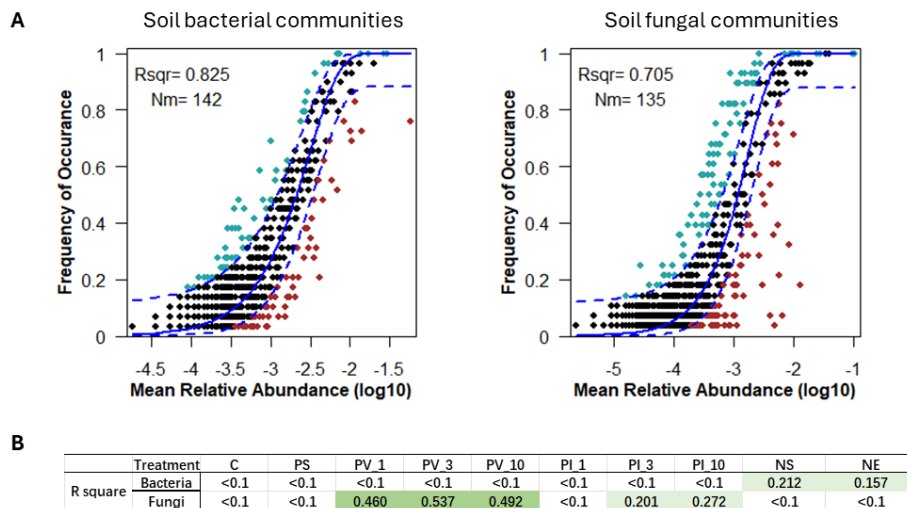 A
Soil bacterial communities
Soil fungal communities
Rsqr= 0.825
Nm= 142
Rsqr= 0.705
Nm= 135
Frequency of Occurance
1
0.8
0.6
0.4
0.2
0
Frequency of Occurance
1
0.8
0.6
0.4
0.2
0
-4.5 -4 -3.5 -3 -2.5 -2 -1.5
-5 -4 -3 -2 -1
Mean Relative Abundance (log10)
Mean Relative Abundance (log10)
B
Treatment C PS PV_1 PV_3 PV_10 PI_1 PI_3 PI_10 NS NE
R square
Bacteria <0.1 <0.1 <0.1 <0.1 <0.1 <0.1 <0.1 <0.1 0.212 0.157
Fungi <0.1 <0.1 0.460 0.537 0.492 <0.1 0.201 0.272 <0.1 <0.1